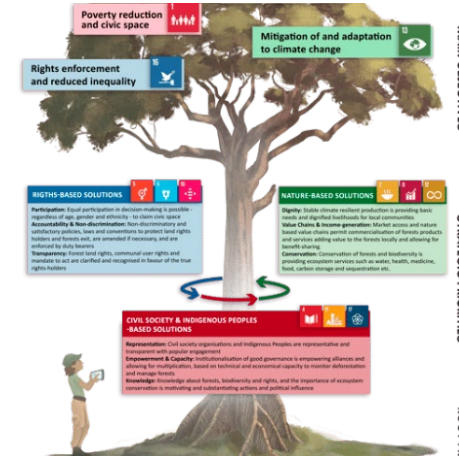 Poverty reduction
and civic space
1
Mitigation of and adaptation
to climate change
13
Rights enforcement
and reduced inequality
16
RIGTHS-BASED SOLUTIONS
5
6
10
Participation: Equal participation in decision-making is possible -
regardless of age, gender and ethnicity - to claim civic space
Accountability & Non-discrimination: Non-discriminatory and
satisfactory policies, laws and conventions to protect land rights
holders and forests exit, are amended if necessary, and are
enforced by duty bearers
Transparency: Forest land rights, communal user rights and
mandate to act are clarified and recognised in favour of the true
rights-holders
NATURE-BASED SOLUTIONS
2
8
12
Dignity: Stable climate resilient production is providing basic
needs and dignified livelihoods for local communities
Value Chains & Income-generation: Market access and nature
based value chains permit commercialisation of forests products
and services adding value to the forests locally and allowing for
benefit-sharing
Conservation: Conservation of forests and biodiversity is
providing ecosystem services such as water, health, medicine,
food, carbon storage and sequestration etc.
CIVIL SOCIETY & INDIGENOUS PEOPLES
-BASED SOLUTIONS
4
17
Representation: Civil society organisations and Indigenous Peoples are representative and
transparent with popular engagement
Empowerment & Capacity: Institutionalisation of good governance is empowering alliances and
allowing for multiplication, based on technical and economical capacity to monitor deforestation
and manage forests
Knowledge: Knowledge about forests, biodiversity and rights, and the importance of ecosystem
conservation is motivating and substantiating actions and political influence